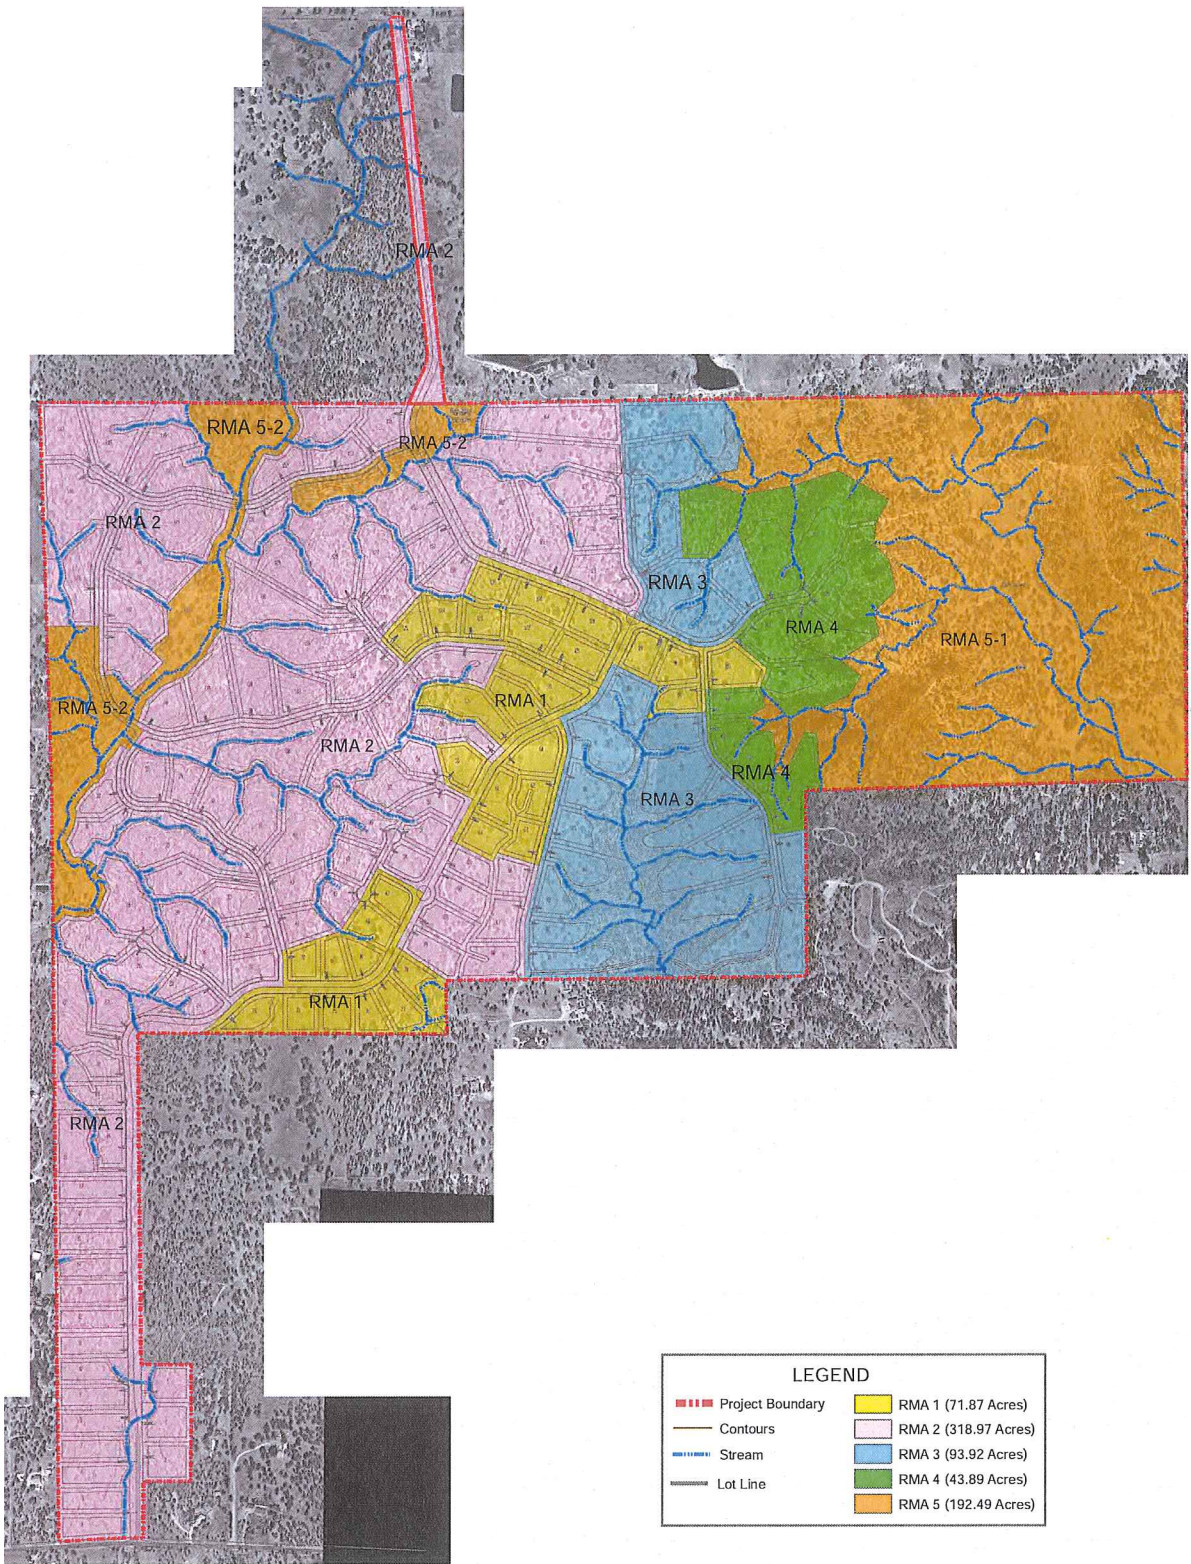 RMA 2
RMA 5-2
RMA 5-2
RMA 2
RMA 3
RMA 4
RMA 5-1
RMA 1
RMA 5-2
RMA 2
RMA 4
RMA 3
RMA 1
RMA 2
LEGEND
Project Boundary
Contours
Stream
Lot Line
RMA 1 (71.87 Acres)
RMA 2 (318.97 Acres)
RMA 3 (93.92 Acres)
RMA 4 (43.89 Acres)
RMA 5 (192.49 Acres)